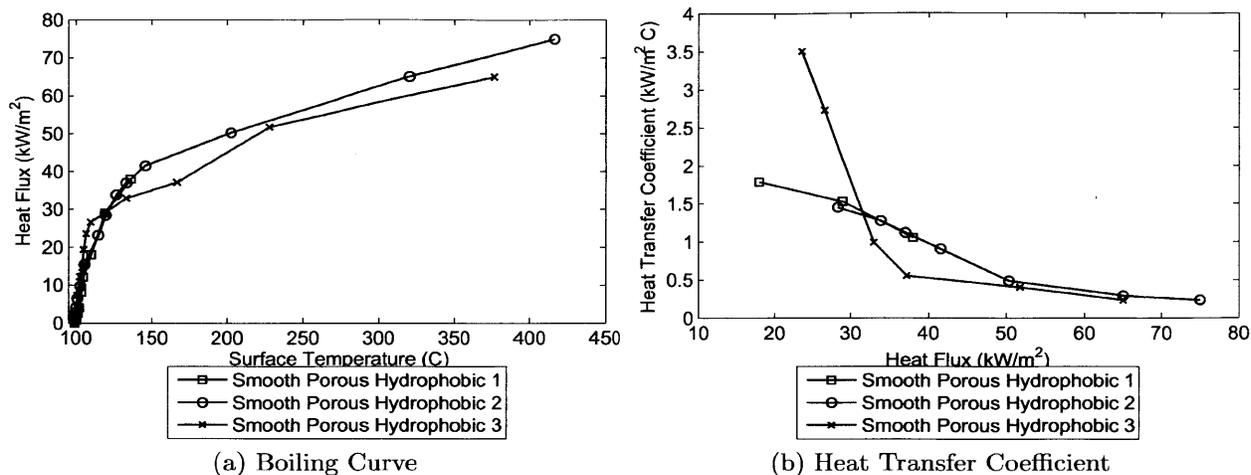 80
70
60
50
40
30
20
10
0
Heat Flux (kW/m²)
100 150 200 250 300 350 400 450
Surface Temperature (C)
Smooth Porous Hydrophobic 1
Smooth Porous Hydrophobic 2
Smooth Porous Hydrophobic 3
(a) Boiling Curve
4
3.5
3
2.5
2
1.5
1
0.5
0
Heat Transfer Coefficient (kW/m² C)
10 20 30 40 50 60 70 80
Heat Flux (kW/m²)
Smooth Porous Hydrophobic 1
Smooth Porous Hydrophobic 2
Smooth Porous Hydrophobic 3
(b) Heat Transfer Coefficient